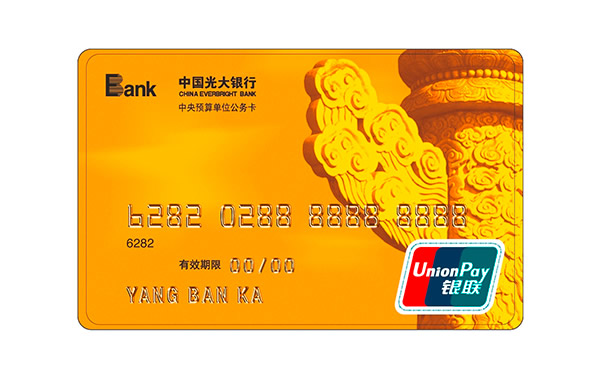 Bank
中国光大银行
CHINA EVERBRIGHT BANK
中央预算单位公务卡
6282 0288 8888 8888
6282
有效期限 00/00
YANG BAN KA
UnionPay
银联